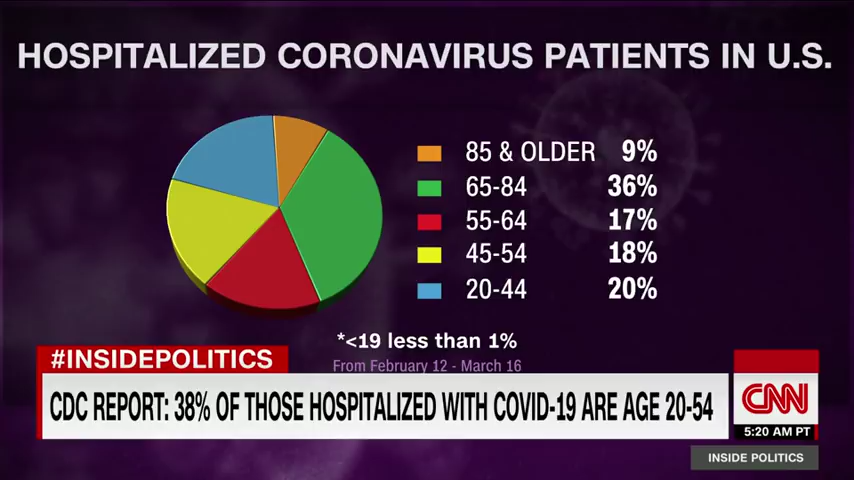 HOSPITALIZED CORONAVIRUS PATIENTS IN U.S.
85 & OLDER 9%
65-84 36%
55-64 17%
45-54 18%
20-44 20%
*<19 less than 1%
From February 12 - March 16
#INSIDEPOLITICS
CDC REPORT: 38% OF THOSE HOSPITALIZED WITH COVID-19 ARE AGE 20-54
CNN
5:20 AM PT
INSIDE POLITICS